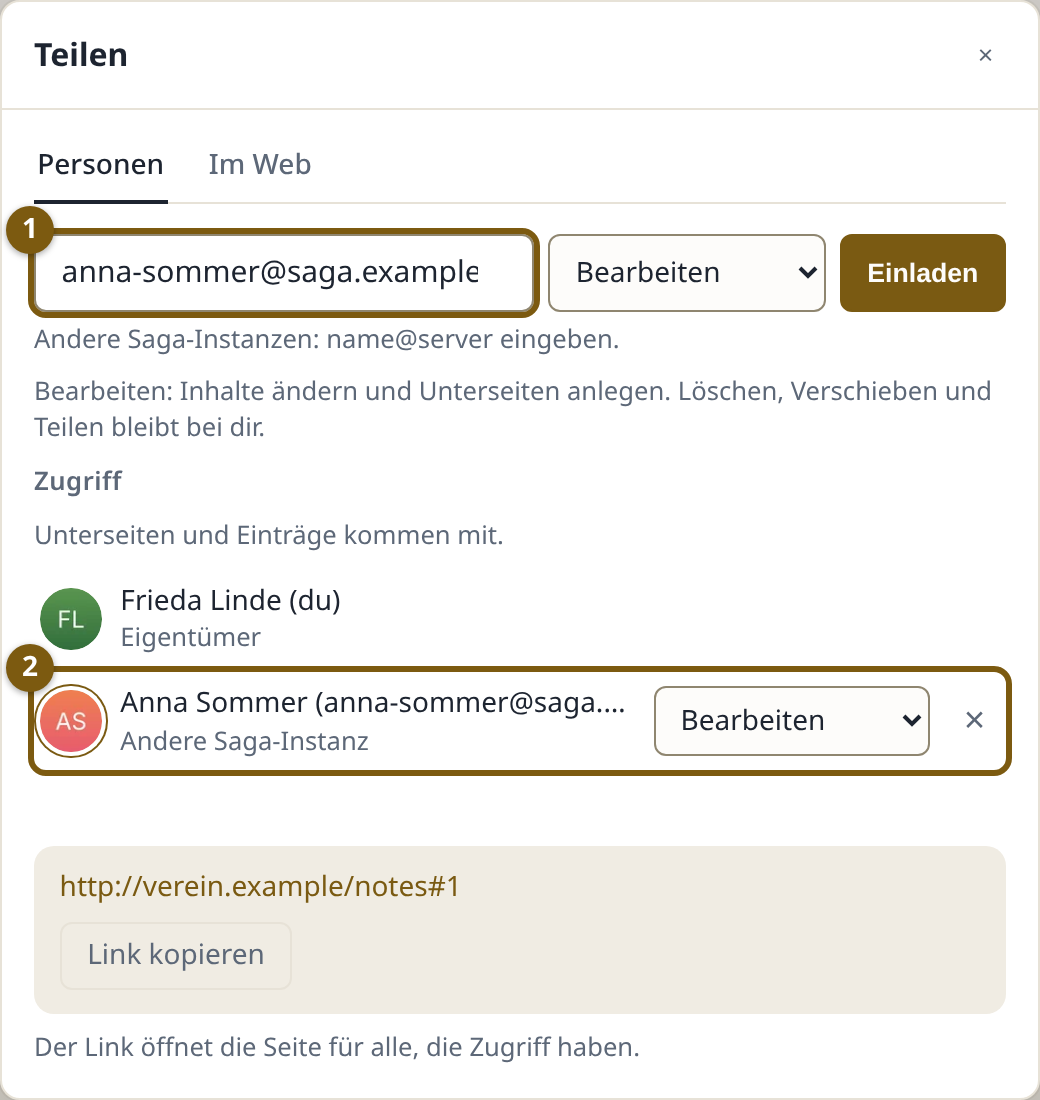 Teilen
×
Personen
Im Web
1
anna-sommer@saga.example
Bearbeiten
Einladen
Andere Saga-Instanzen: name@server eingeben.
Bearbeiten: Inhalte ändern und Unterseiten anlegen. Löschen, Verschieben und
Teilen bleibt bei dir.
Zugriff
Unterseiten und Einträge kommen mit.
FL
Frieda Linde (du)
Eigentümer
2
AS
Anna Sommer (anna-sommer@saga....
Andere Saga-Instanz
Bearbeiten
×
http://verein.example/notes#1
Link kopieren
Der Link öffnet die Seite für alle, die Zugriff haben.